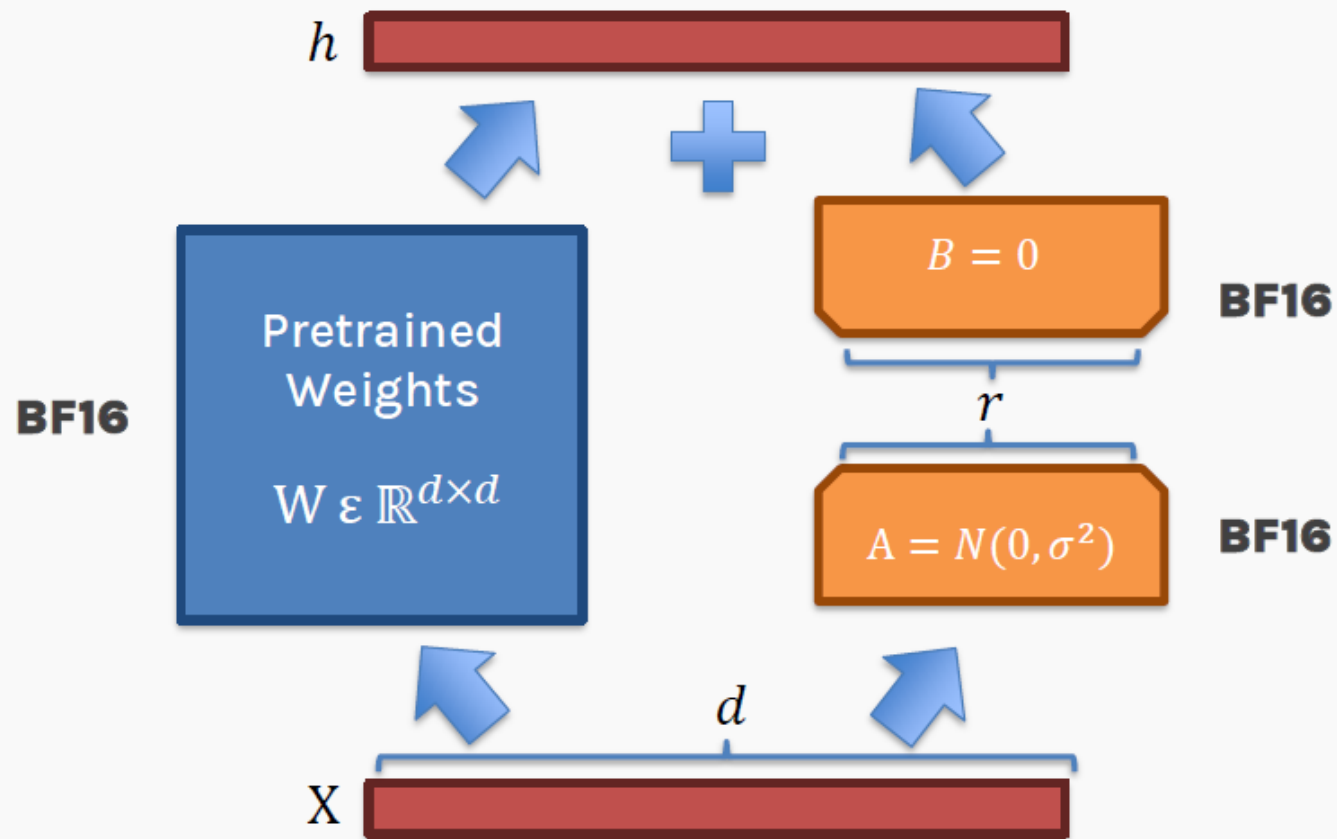 h
B = 0
BF16
Pretrained
Weights
W ε ℝ^{d×d}
BF16
r
A = N(0, σ²)
BF16
d
X